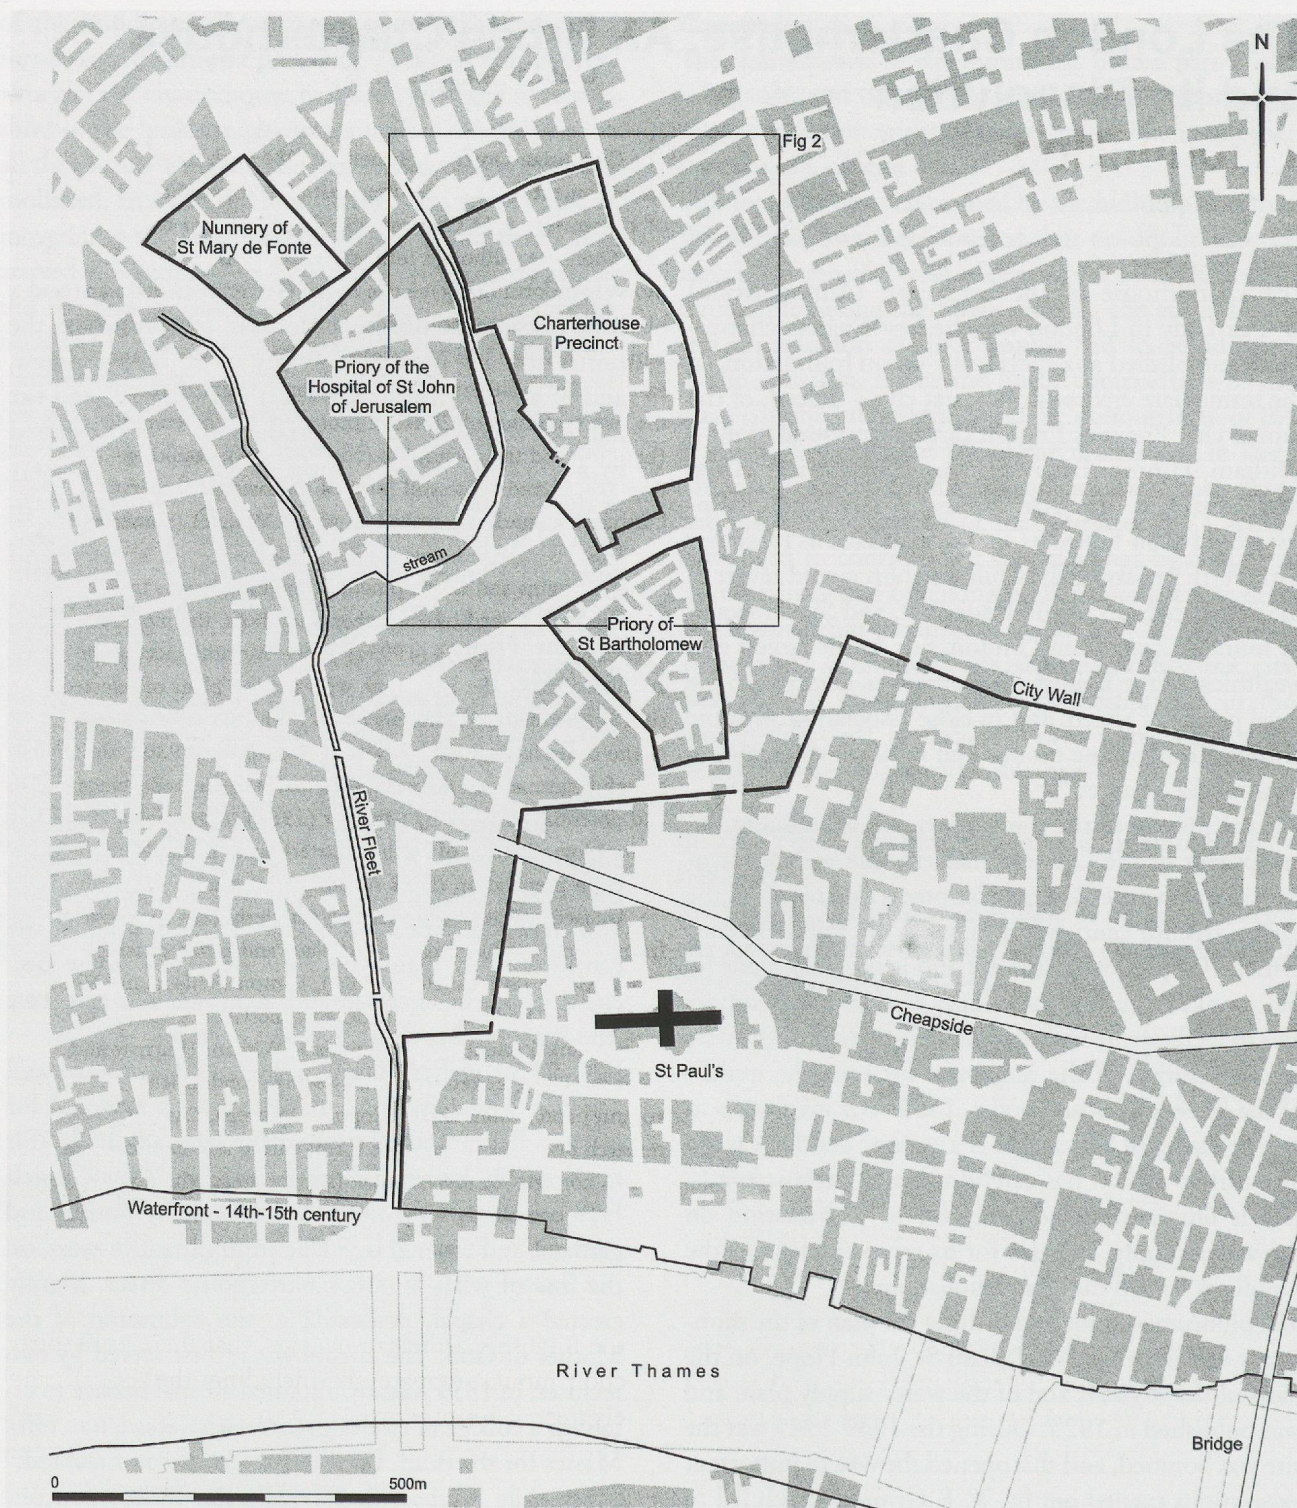 N
Fig 2
Nunnery of
St Mary de Fonte
Charterhouse
Precinct
Priory of the
Hospital of St John
of Jerusalem
stream
Priory of
St Bartholomew
City Wall
River Fleet
Cheapside
St Paul's
Waterfront - 14th-15th century
River Thames
Bridge
0
500m